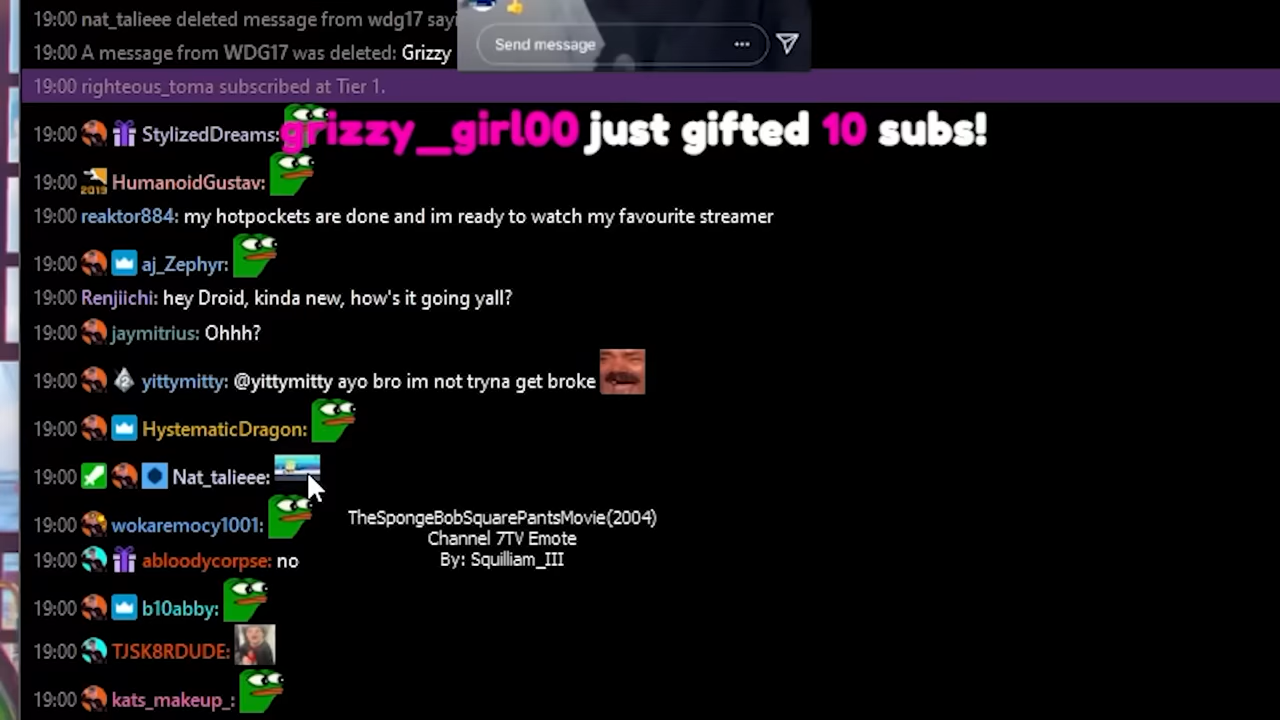 19:00 nat_talieee deleted message from wdg17 sayi
19:00 A message from WDG17 was deleted: Grizzy
Send message
19:00 righteous_toma subscribed at Tier 1.
grizzy_girl00 just gifted 10 subs!
19:00 StylizedDreams:
19:00 2019 HumanoidGustav:
19:00 reaktor884: my hotpockets are done and im ready to watch my favourite streamer
19:00 aj_Zephyr:
19:00 Renjiichi: hey Droid, kinda new, how's it going yall?
19:00 jaymitrius: Ohhh?
19:00 2 yittymitty: @yittymitty ayo bro im not tryna get broke
19:00 HystematicDragon:
19:00 Nat_talieee:
19:00 wokaremocy1001:
TheSpongeBobSquarePantsMovie(2004)
Channel 7TV Emote
By: Squilliam_III
19:00 abloodycorpse: no
19:00 b10abby:
19:00 TJSK8RDUDE:
19:00 kats_makeup_: